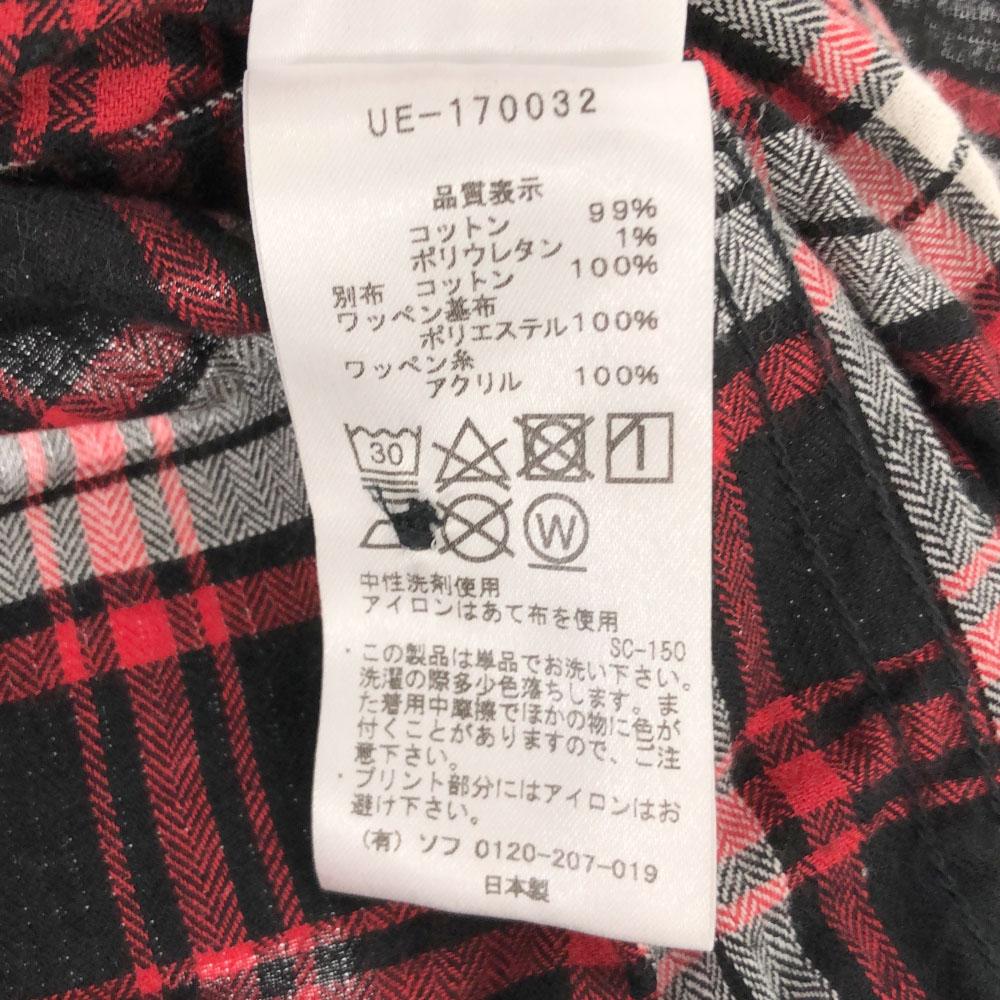 UE-170032
品質表示
コットン 99%
ポリウレタン 1%
別布 コットン 100%
ワッペン基布
ポリエステル100%
ワッペン糸
アクリル 100%
30
W
中性洗剤使用
アイロンはあて布を使用
SC-150
・この製品は単品でお洗い下さい。
洗濯の際多少色落ちします。ま
た着用中摩擦でほかの物に色が
付くことがありますので、ご注
意下さい。
・プリント部分にはアイロンはお
避け下さい。
(有) ソフ 0120-207-019
日本製